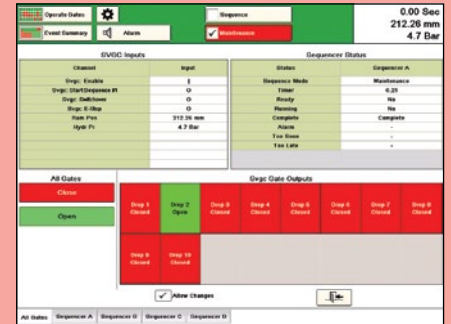 Operate Gates
Sequence
0.00 Sec
212.26 mm
4.7 Bar
Event Summary
Alarm
Maintenance
SVGC Inputs
Sequencer Status
Channel Input
Status Sequencer A
Svgc: Enable
Sequence Mode Maintenance
Svgc: Start/Sequence In 0
Timer 0.25
Svgc: Switchover 0
Ready No
Svgc: E-Stop 0
Running No
Ram Pos 212.26 mm
Complete Complete
Hydr Pr 4.7 Bar
Alarm -
Too Soon -
Too Late -
All Gates
Svgc Gate Outputs
Close
Open
Drop 1 Closed
Drop 2 Open
Drop 3 Closed
Drop 4 Closed
Drop 5 Closed
Drop 6 Closed
Drop 7 Closed
Drop 8 Closed
Drop 9 Closed
Drop 10 Closed
Allow Changes
All Gates Sequencer A Sequencer B Sequencer C Sequencer D